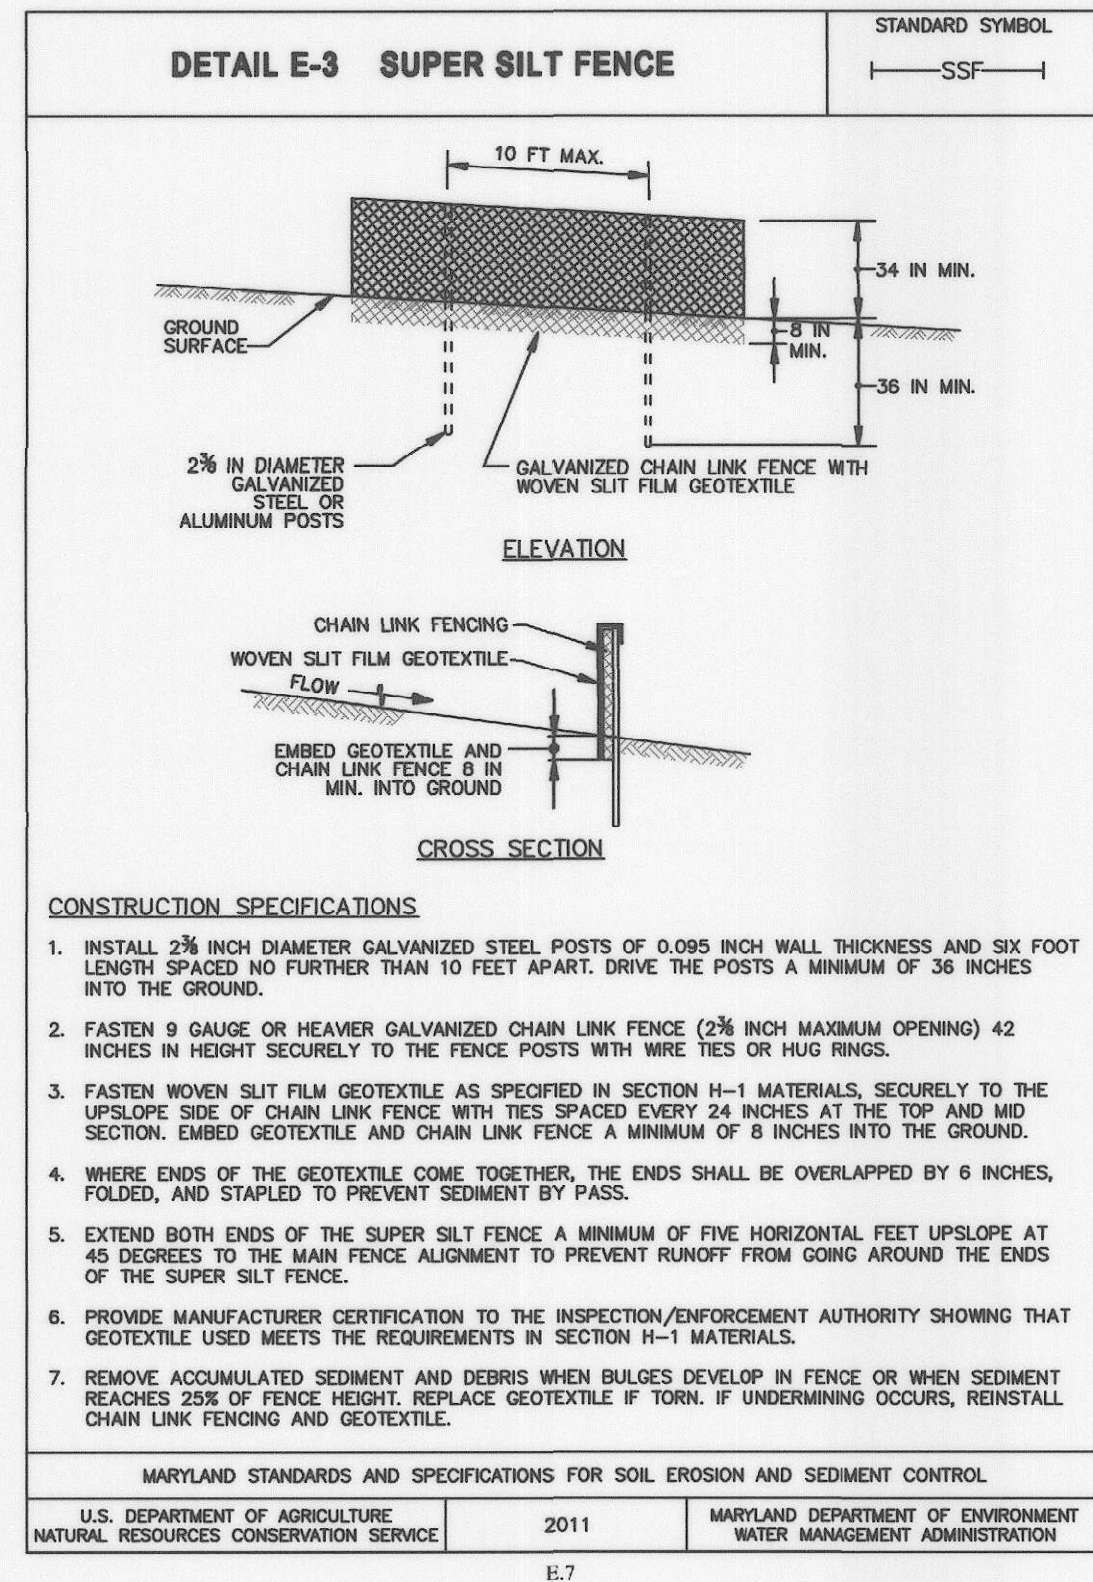 DETAIL E-3 SUPER SILT FENCE
STANDARD SYMBOL
SSF
10 FT MAX.
34 IN MIN.
GROUND
SURFACE
8 IN
MIN.
36 IN MIN.
2⅜ IN DIAMETER
GALVANIZED
STEEL OR
ALUMINUM POSTS
GALVANIZED CHAIN LINK FENCE WITH
WOVEN SLIT FILM GEOTEXTILE
ELEVATION
CHAIN LINK FENCING
WOVEN SLIT FILM GEOTEXTILE
FLOW
EMBED GEOTEXTILE AND
CHAIN LINK FENCE 8 IN
MIN. INTO GROUND
CROSS SECTION
CONSTRUCTION SPECIFICATIONS
1. INSTALL 2⅜ INCH DIAMETER GALVANIZED STEEL POSTS OF 0.095 INCH WALL THICKNESS AND SIX FOOT
LENGTH SPACED NO FURTHER THAN 10 FEET APART. DRIVE THE POSTS A MINIMUM OF 36 INCHES
INTO THE GROUND.
2. FASTEN 9 GAUGE OR HEAVIER GALVANIZED CHAIN LINK FENCE (2⅜ INCH MAXIMUM OPENING) 42
INCHES IN HEIGHT SECURELY TO THE FENCE POSTS WITH WIRE TIES OR HUG RINGS.
3. FASTEN WOVEN SLIT FILM GEOTEXTILE AS SPECIFIED IN SECTION H-1 MATERIALS, SECURELY TO THE
UPSLOPE SIDE OF CHAIN LINK FENCE WITH TIES SPACED EVERY 24 INCHES AT THE TOP AND MID
SECTION. EMBED GEOTEXTILE AND CHAIN LINK FENCE A MINIMUM OF 8 INCHES INTO THE GROUND.
4. WHERE ENDS OF THE GEOTEXTILE COME TOGETHER, THE ENDS SHALL BE OVERLAPPED BY 6 INCHES,
FOLDED, AND STAPLED TO PREVENT SEDIMENT BY PASS.
5. EXTEND BOTH ENDS OF THE SUPER SILT FENCE A MINIMUM OF FIVE HORIZONTAL FEET UPSLOPE AT
45 DEGREES TO THE MAIN FENCE ALIGNMENT TO PREVENT RUNOFF FROM GOING AROUND THE ENDS
OF THE SUPER SILT FENCE.
6. PROVIDE MANUFACTURER CERTIFICATION TO THE INSPECTION/ENFORCEMENT AUTHORITY SHOWING THAT
GEOTEXTILE USED MEETS THE REQUIREMENTS IN SECTION H-1 MATERIALS.
7. REMOVE ACCUMULATED SEDIMENT AND DEBRIS WHEN BULGES DEVELOP IN FENCE OR WHEN SEDIMENT
REACHES 25% OF FENCE HEIGHT. REPLACE GEOTEXTILE IF TORN. IF UNDERMINING OCCURS, REINSTALL
CHAIN LINK FENCING AND GEOTEXTILE.
MARYLAND STANDARDS AND SPECIFICATIONS FOR SOIL EROSION AND SEDIMENT CONTROL
U.S. DEPARTMENT OF AGRICULTURE
NATURAL RESOURCES CONSERVATION SERVICE
2011
MARYLAND DEPARTMENT OF ENVIRONMENT
WATER MANAGEMENT ADMINISTRATION
E.7